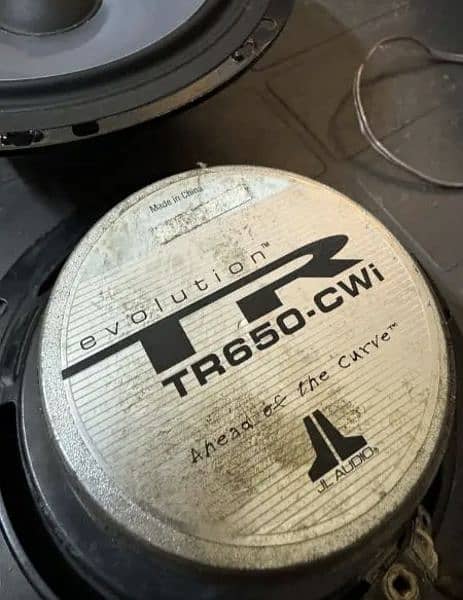 Made in China
evolution™
TR
TR650-CWi
Ahead of the curve™
JL AUDIO®